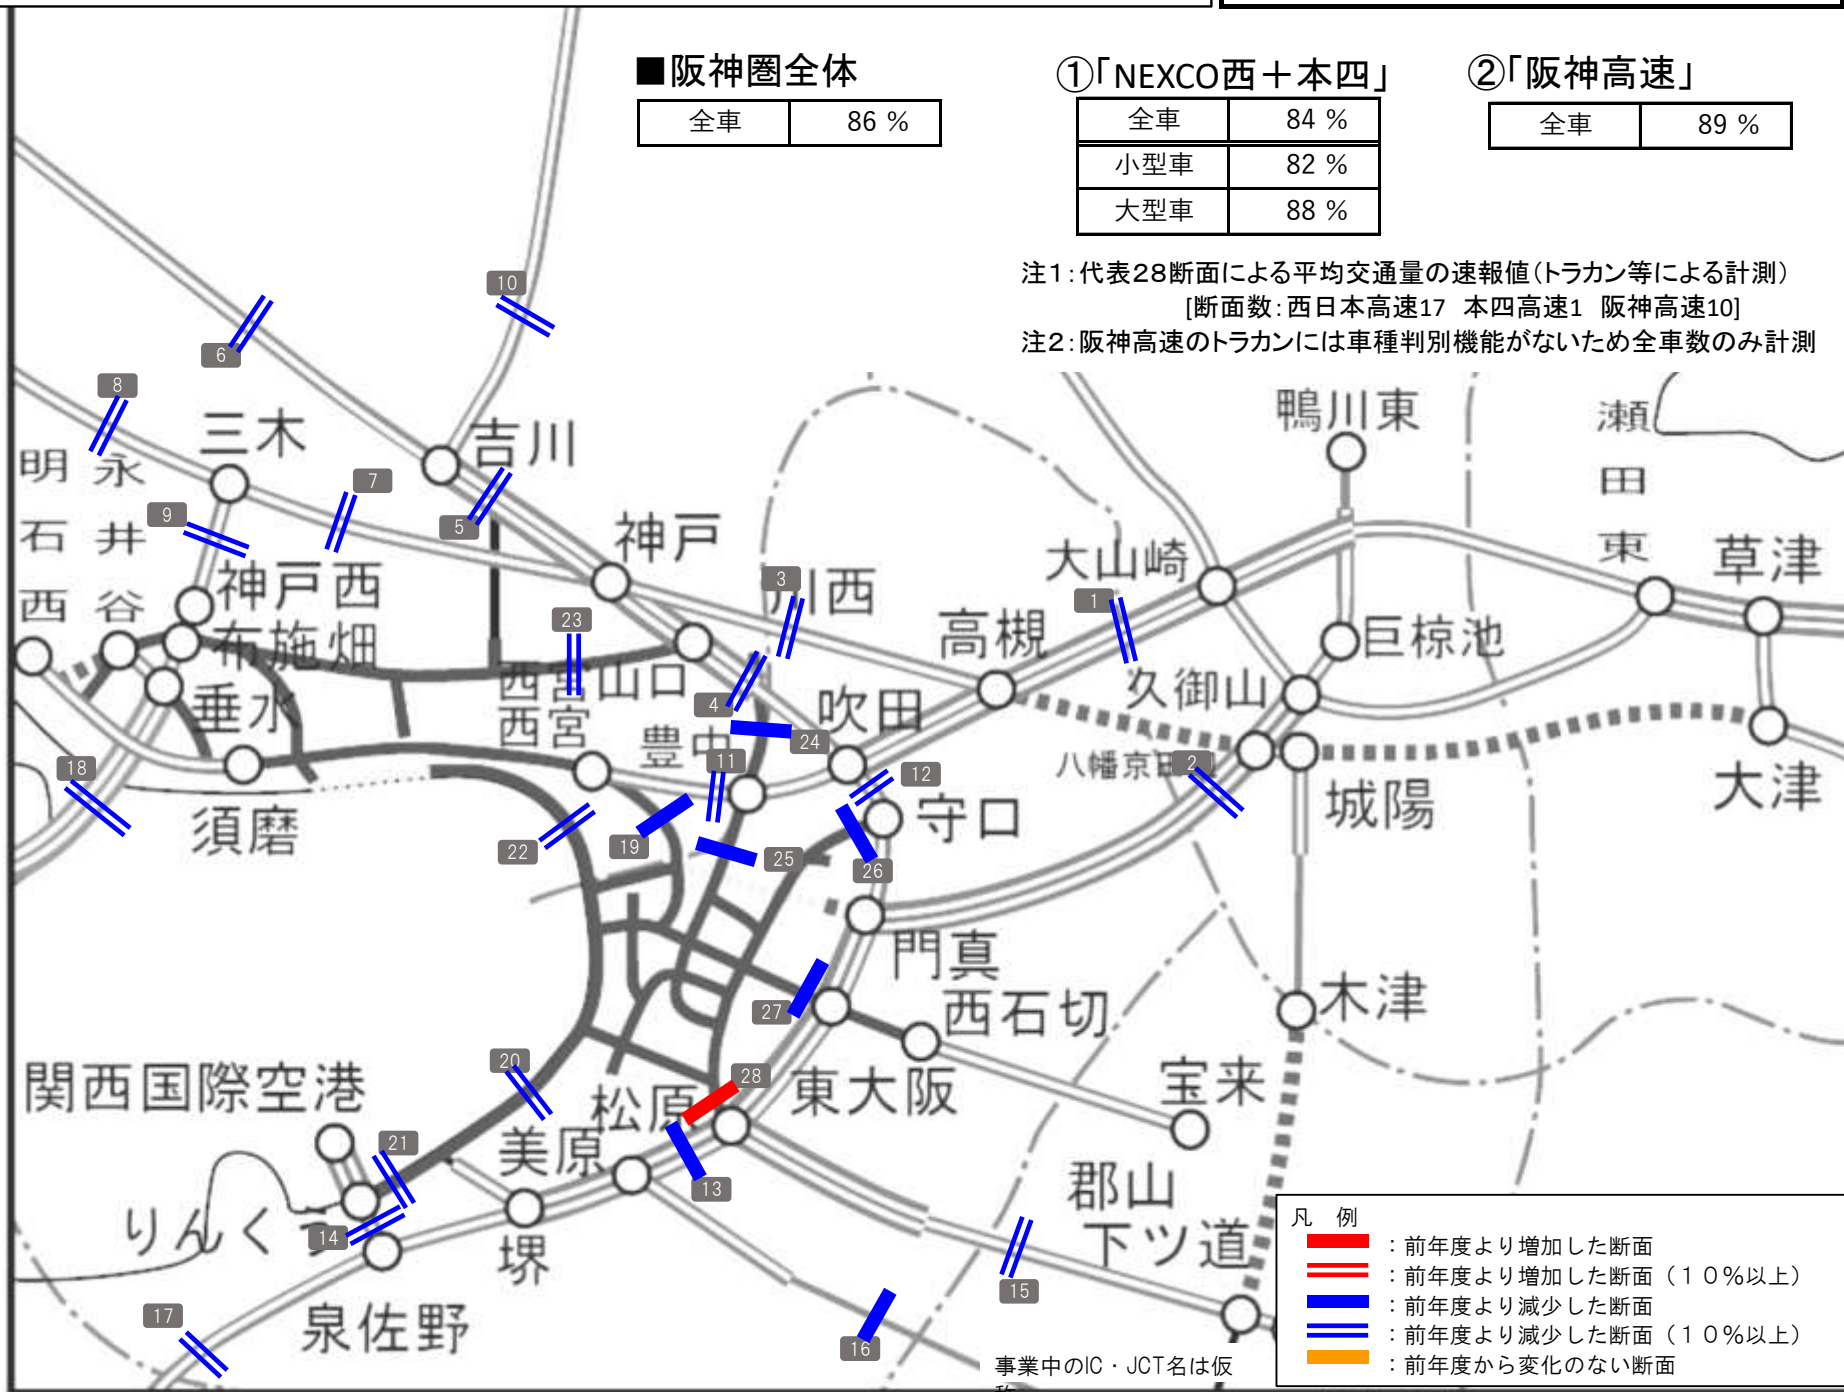 ■阪神圏全体
全車 86 %
①「NEXCO西＋本四」
全車 84 %
小型車 82 %
大型車 88 %
②「阪神高速」
全車 89 %
注1：代表28断面による平均交通量の速報値（トラカン等による計測）
[断面数：西日本高速17 本四高速1 阪神高速10]
注2：阪神高速のトラカンには車種判別機能がないため全車数のみ計測
10
6
8
三木
吉川
鴨川東
瀬田東
明石西
永井谷
7
9
5
神戸
大山崎
草津
神戸西
3
川西
1
高槻
23
布施畑
巨椋池
西宮山口
久御山
垂水
4
吹田
西宮
豊中
24
11
12
八幡京田
2
18
大津
須磨
守口
城陽
22
19
25
26
門真
木津
27
西石切
関西国際空港
20
松原
28
東大阪
宝来
21
美原
13
郡山
下ツ道
りんくう
14
堺
15
17
泉佐野
16
事業中のIC・JCT名は仮
凡 例
：前年度より増加した断面
：前年度より増加した断面（１０％以上）
：前年度より減少した断面
：前年度より減少した断面（１０％以上）
：前年度から変化のない断面